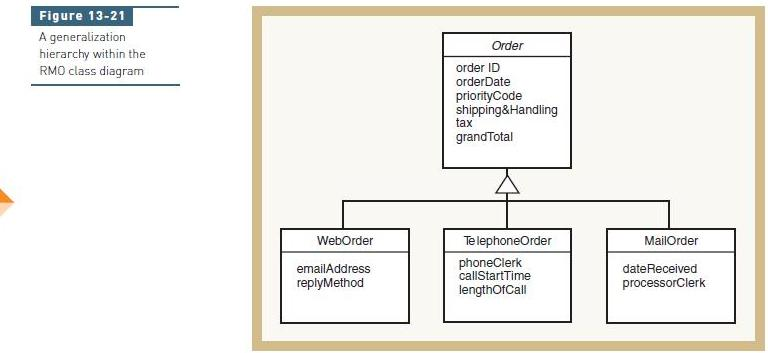 Figure 13-21
A generalization
hierarchy within the
RMO class diagram
Order
order ID
orderDate
priorityCode
shipping&Handling
tax
grandTotal
WebOrder
emailAddress
replyMethod
TelephoneOrder
phoneClerk
callStartTime
lengthOfCall
MailOrder
dateReceived
processorClerk